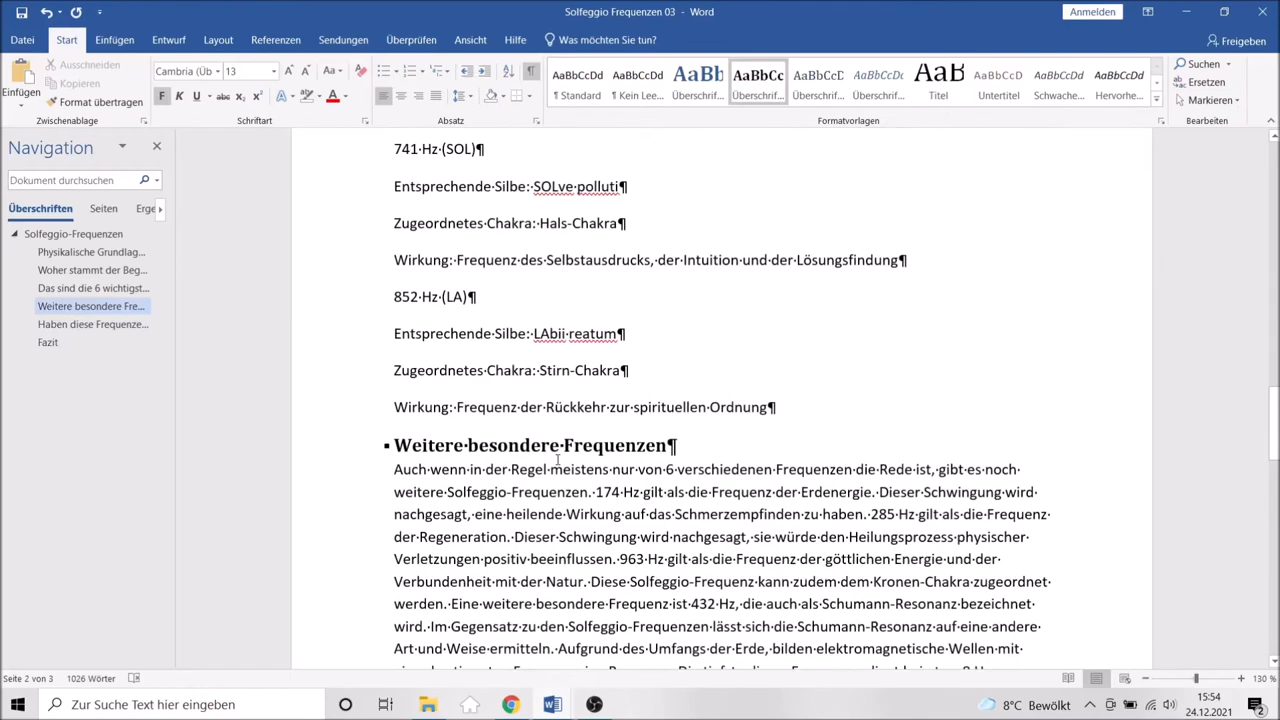 Solfeggio Frequenzen 03 - Word
Anmelden
Datei Start Einfügen Entwurf Layout Referenzen Sendungen Überprüfen Ansicht Hilfe Was möchten Sie tun? Freigeben
Einfügen
Ausschneiden
Kopieren
Format übertragen
Zwischenablage
Cambria (Üb 13
F K U abc x₂ x²
Schriftart
Absatz
AaBbCcDd AaBbCcDd AaBb AaBbCc AaBbCcD AaBbCcDc AaB AaBbCcDd AaBbCcDd AaBbCcDd
¶ Standard ¶ Kein Lee... Überschrif... Überschrif... Überschrif... Überschrif... Titel Untertitel Schwache... Hervorhe...
Formatvorlagen
Suchen
Ersetzen
Markieren
Bearbeiten
Navigation
Dokument durchsuchen
Überschriften Seiten Erge
Solfeggio-Frequenzen
Physikalische Grundlag...
Woher stammt der Beg...
Das sind die 6 wichtigst...
Weitere besondere Fre...
Haben diese Frequenze...
Fazit
741·Hz·(SOL)¶
Entsprechende·Silbe:·SOLve·polluti¶
Zugeordnetes·Chakra:·Hals-Chakra¶
Wirkung:·Frequenz·des·Selbstausdrucks,·der·Intuition·und·der·Lösungsfindung¶
852·Hz·(LA)¶
Entsprechende·Silbe:·LAbii·reatum¶
Zugeordnetes·Chakra:·Stirn-Chakra¶
Wirkung:·Frequenz·der·Rückkehr·zur·spirituellen·Ordnung¶
Weitere·besondere·Frequenzen¶
Auch·wenn·in·der·Regel·meistens·nur·von·6·verschiedenen·Frequenzen·die·Rede·ist,·gibt·es·noch·
weitere·Solfeggio-Frequenzen.·174·Hz·gilt·als·die·Frequenz·der·Erdenergie.·Dieser·Schwingung·wird·
nachgesagt,·eine·heilende·Wirkung·auf·das·Schmerzempfinden·zu·haben.·285·Hz·gilt·als·die·Frequenz·
der·Regeneration.·Dieser·Schwingung·wird·nachgesagt,·sie·würde·den·Heilungsprozess·physischer·
Verletzungen·positiv·beeinflussen.·963·Hz·gilt·als·die·Frequenz·der·göttlichen·Energie·und·der·
Verbundenheit·mit·der·Natur.·Diese·Solfeggio-Frequenz·kann·zudem·dem·Kronen-Chakra·zugeordnet·
werden.·Eine·weitere·besondere·Frequenz·ist·432·Hz,·die·auch·als·Schumann-Resonanz·bezeichnet·
wird.·Im·Gegensatz·zu·den·Solfeggio-Frequenzen·lässt·sich·die·Schumann-Resonanz·auf·eine·andere·
Art·und·Weise·ermitteln.·Aufgrund·des·Umfangs·der·Erde,·bilden·elektromagnetische·Wellen·mit·
Seite 2 von 3 1026 Wörter 130 %
Zur Suche Text hier eingeben
8°C Bewölkt
15:54
24.12.2021
2